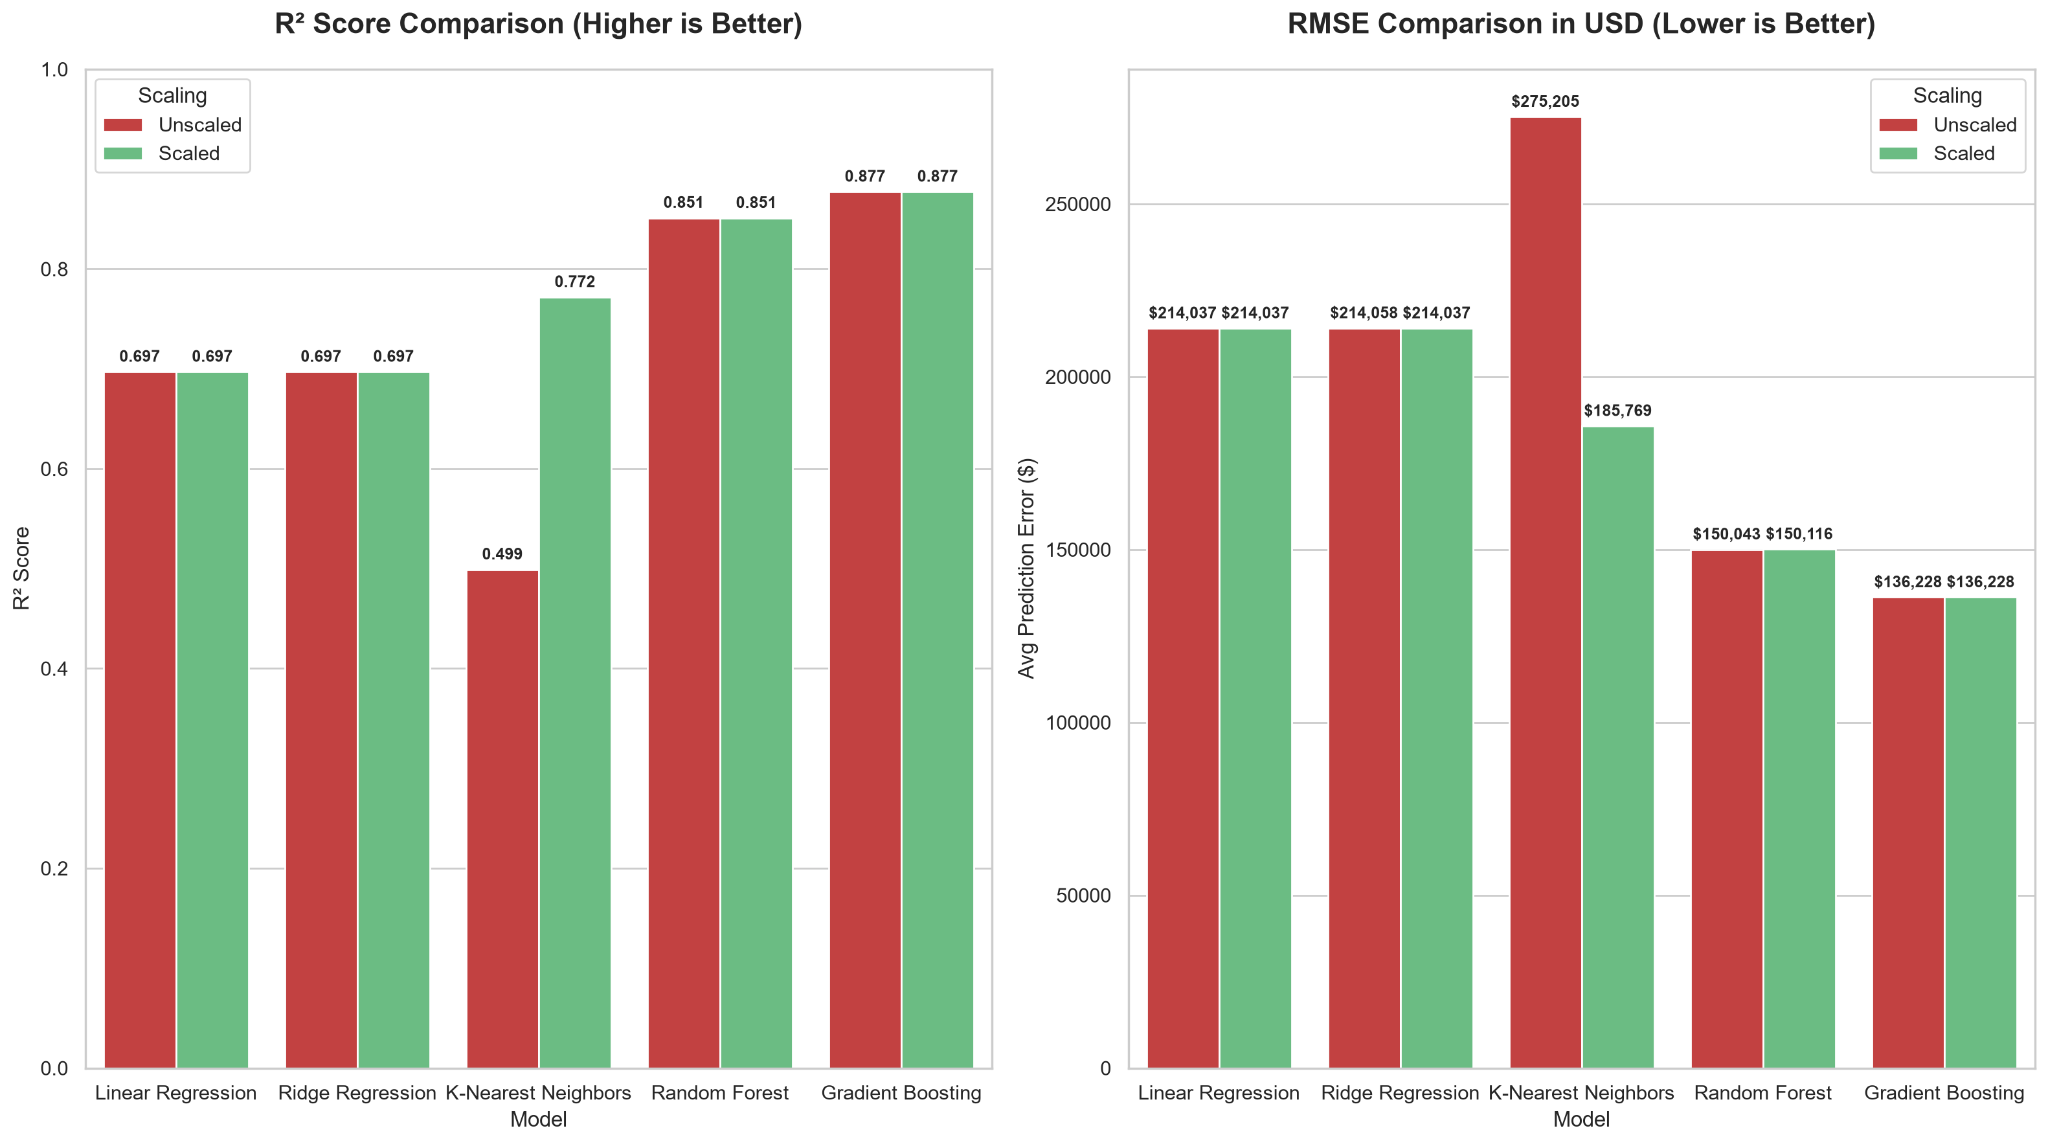 R² Score Comparison (Higher is Better)
1.0
0.8
0.6
0.4
0.2
0.0
R² Score
Scaling
Unscaled
Scaled
0.697 0.697
0.697 0.697
0.499
0.772
0.851 0.851
0.877 0.877
Linear Regression Ridge Regression K-Nearest Neighbors Random Forest Gradient Boosting
Model
RMSE Comparison in USD (Lower is Better)
250000
200000
150000
100000
50000
0
Avg Prediction Error ($)
Scaling
Unscaled
Scaled
$214,037 $214,037
$214,058 $214,037
$275,205
$185,769
$150,043 $150,116
$136,228 $136,228
Linear Regression Ridge Regression K-Nearest Neighbors Random Forest Gradient Boosting
Model